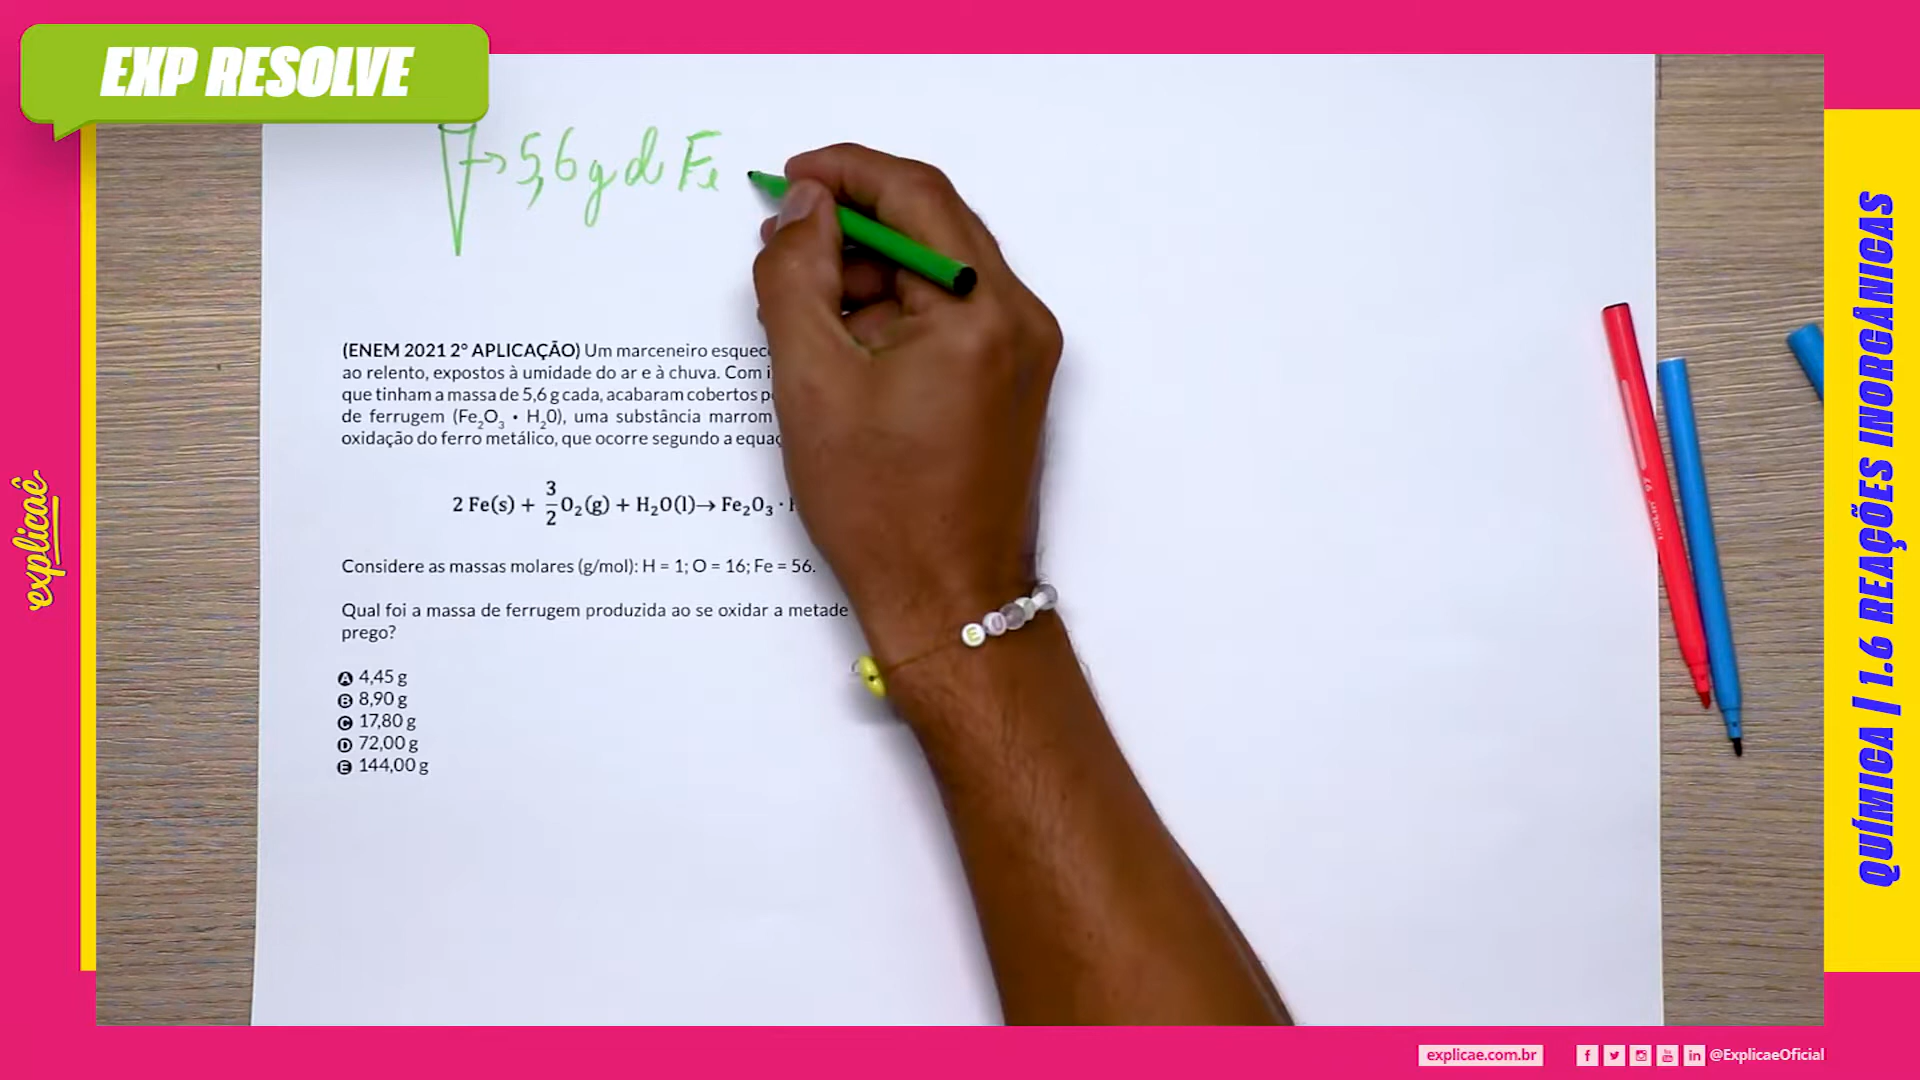 EXP RESOLVE
5,6 g d Fe
(ENEM 2021 2° APLICAÇÃO) Um marceneiro
ao relento, expostos à umidade do ar e à chuva. Com
que tinham a massa de 5,6 g cada, acabaram cobertos
de ferrugem (Fe₂O₃ • H₂0), uma substância marrom
oxidação do ferro metálico, que ocorre segundo a
2 Fe(s) + 3/2 O₂(g) + H₂O(l)→ Fe₂O₃ ·
Considere as massas molares (g/mol): H = 1; O = 16; Fe = 56.
Qual foi a massa de ferrugem produzida ao se oxidar a metade
prego?
A 4,45 g
B 8,90 g
C 17,80 g
D 72,00 g
E 144,00 g
explicaê
QUÍMICA | 1.6 REAÇÕES INORGÂNICAS
E
explicae.com.br
@ExplicaeOficial